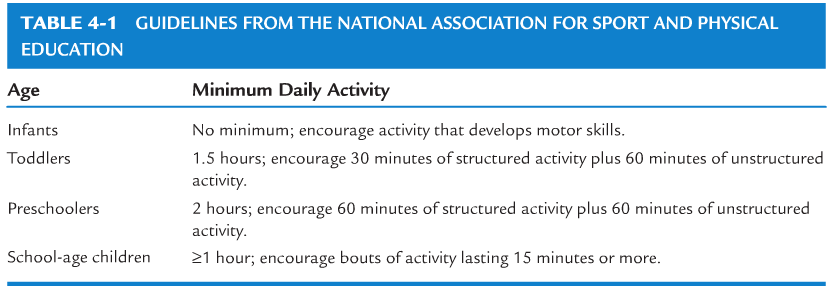 TABLE 4-1 GUIDELINES FROM THE NATIONAL ASSOCIATION FOR SPORT AND PHYSICAL
EDUCATION
Age Minimum Daily Activity
Infants No minimum; encourage activity that develops motor skills.
Toddlers 1.5 hours; encourage 30 minutes of structured activity plus 60 minutes of unstructured
activity.
Preschoolers 2 hours; encourage 60 minutes of structured activity plus 60 minutes of unstructured
activity.
School-age children ≥1 hour; encourage bouts of activity lasting 15 minutes or more.